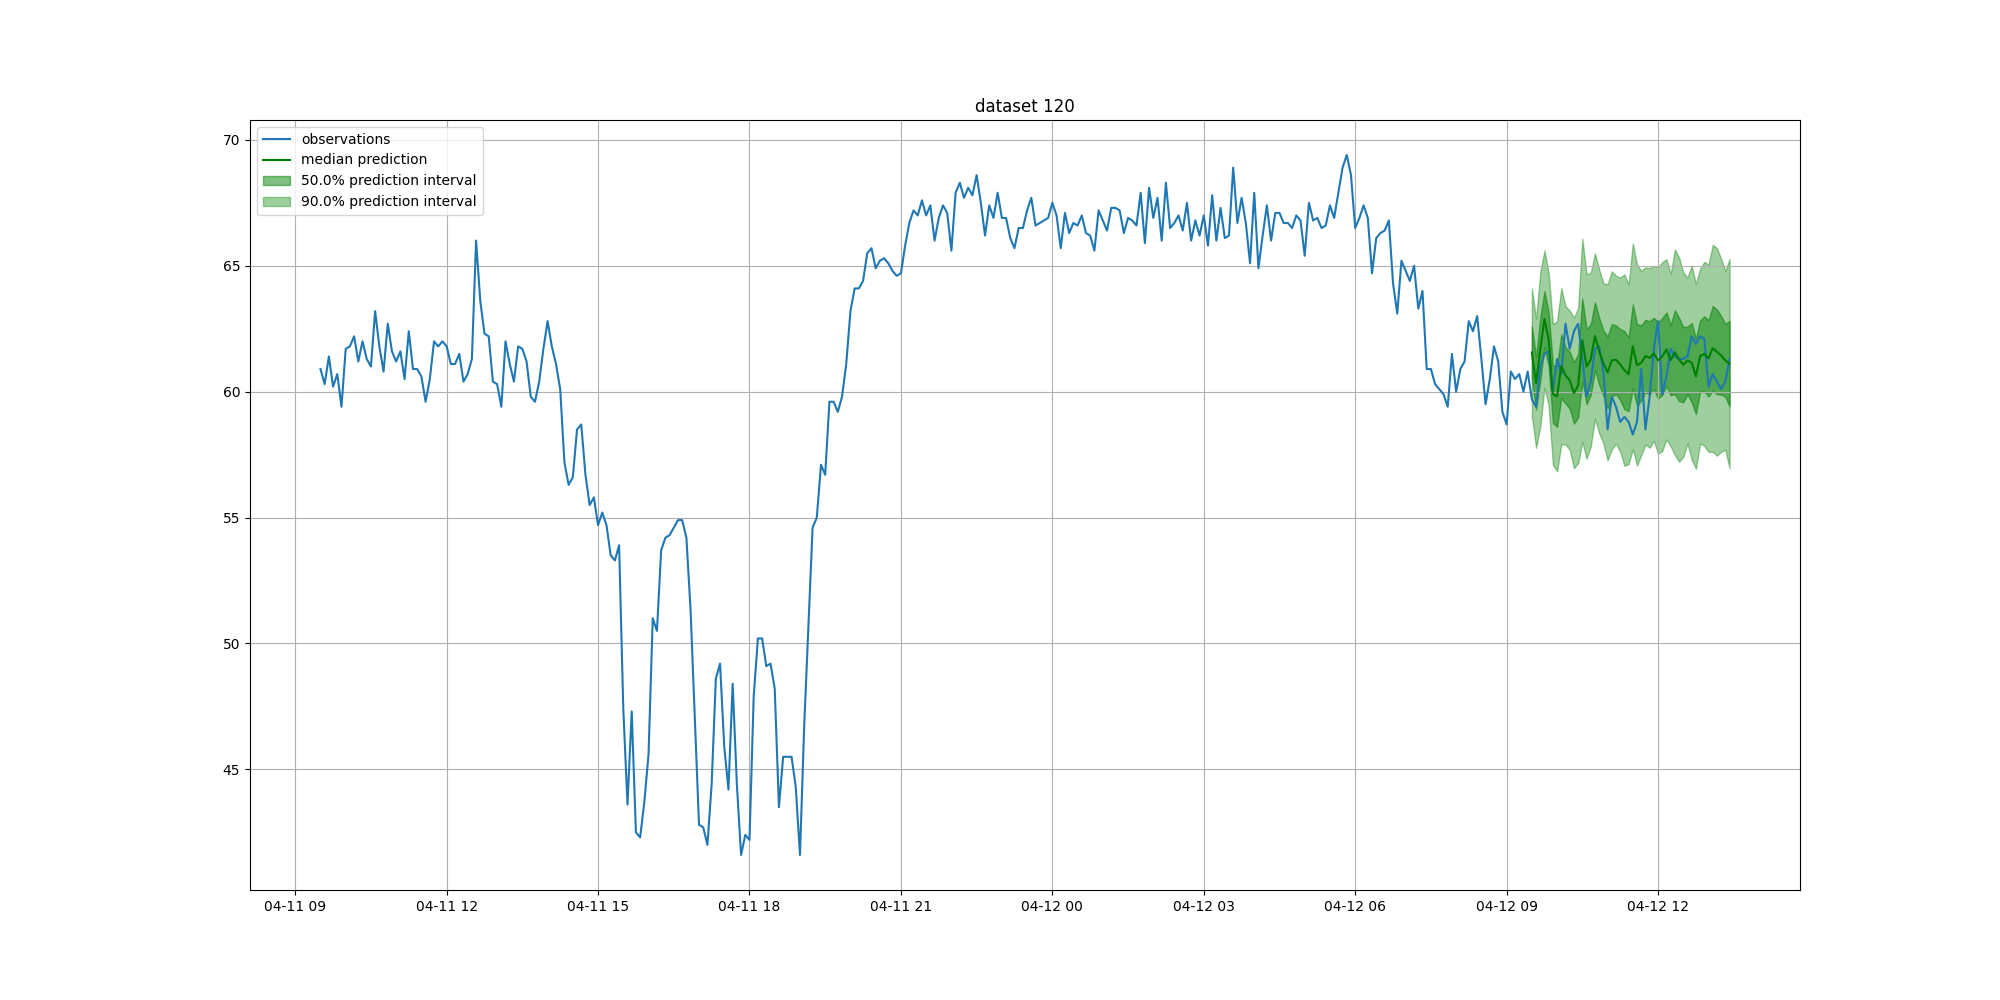 dataset 120
observations
median prediction
50.0% prediction interval
90.0% prediction interval
70
65
60
55
50
45
04-11 09 04-11 12 04-11 15 04-11 18 04-11 21 04-12 00 04-12 03 04-12 06 04-12 09 04-12 12